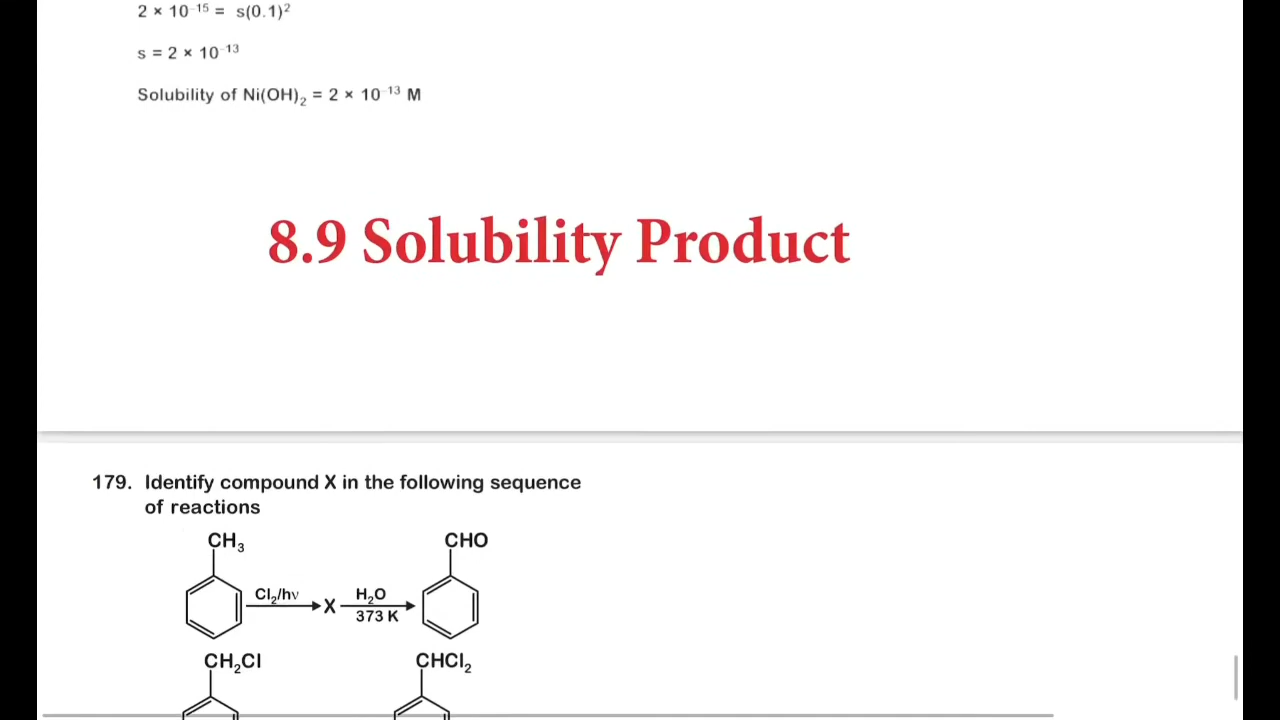 2 × 10⁻¹⁵ = s(0.1)²
s = 2 × 10⁻¹³
Solubility of Ni(OH)₂ = 2 × 10⁻¹³ M
8.9 Solubility Product
179. Identify compound X in the following sequence
of reactions
CH₃ CHO
Cl₂/hν X H₂O
373 K
CH₂Cl CHCl₂